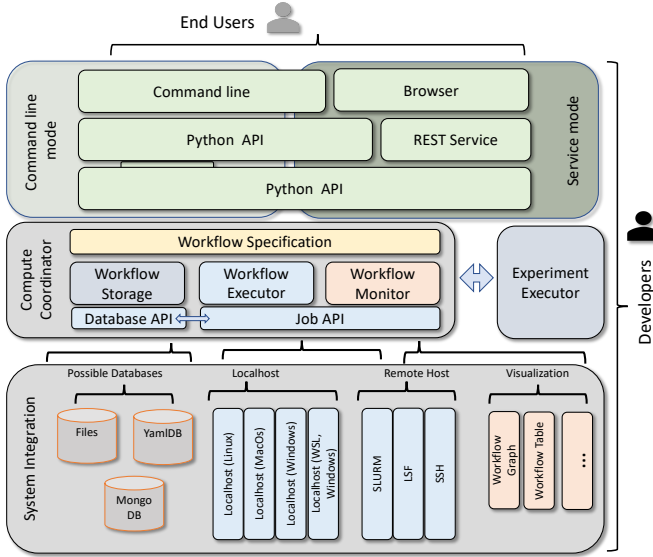 End Users
Command line
mode
Command line
Browser
Python API
REST Service
Python API
Service mode
Compute
Coordinator
Workflow Specification
Workflow
Storage
Workflow
Executor
Workflow
Monitor
Database API
Job API
Experiment
Executor
Developers
System Integration
Possible Databases
Localhost
Remote Host
Visualization
Files
YamlDB
Mongo
DB
Localhost (Linux)
Localhost (MacOs)
Localhost (Windows)
Localhost (WSL,
Windows)
SLURM
LSF
SSH
Workflow
Graph
Workflow Table
...